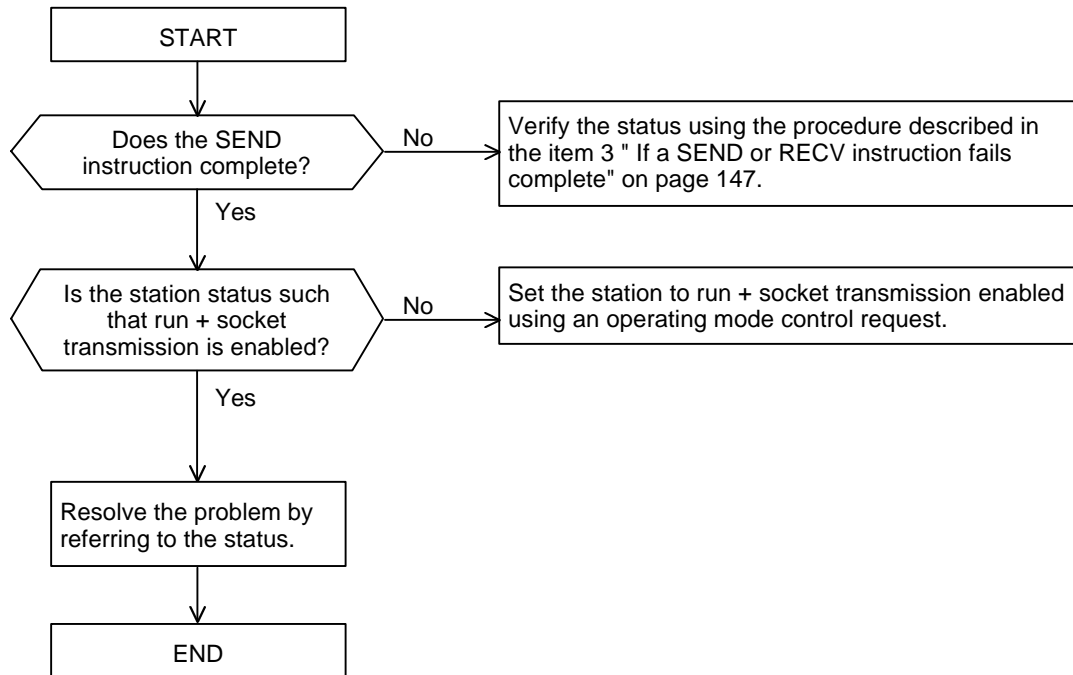 START
Does the SEND
instruction complete?
No
Verify the status using the procedure described in
the item 3 " If a SEND or RECV instruction fails
complete" on page 147.
Yes
Is the station status such
that run + socket
transmission is enabled?
No
Set the station to run + socket transmission enabled
using an operating mode control request.
Yes
Resolve the problem by
referring to the status.
END